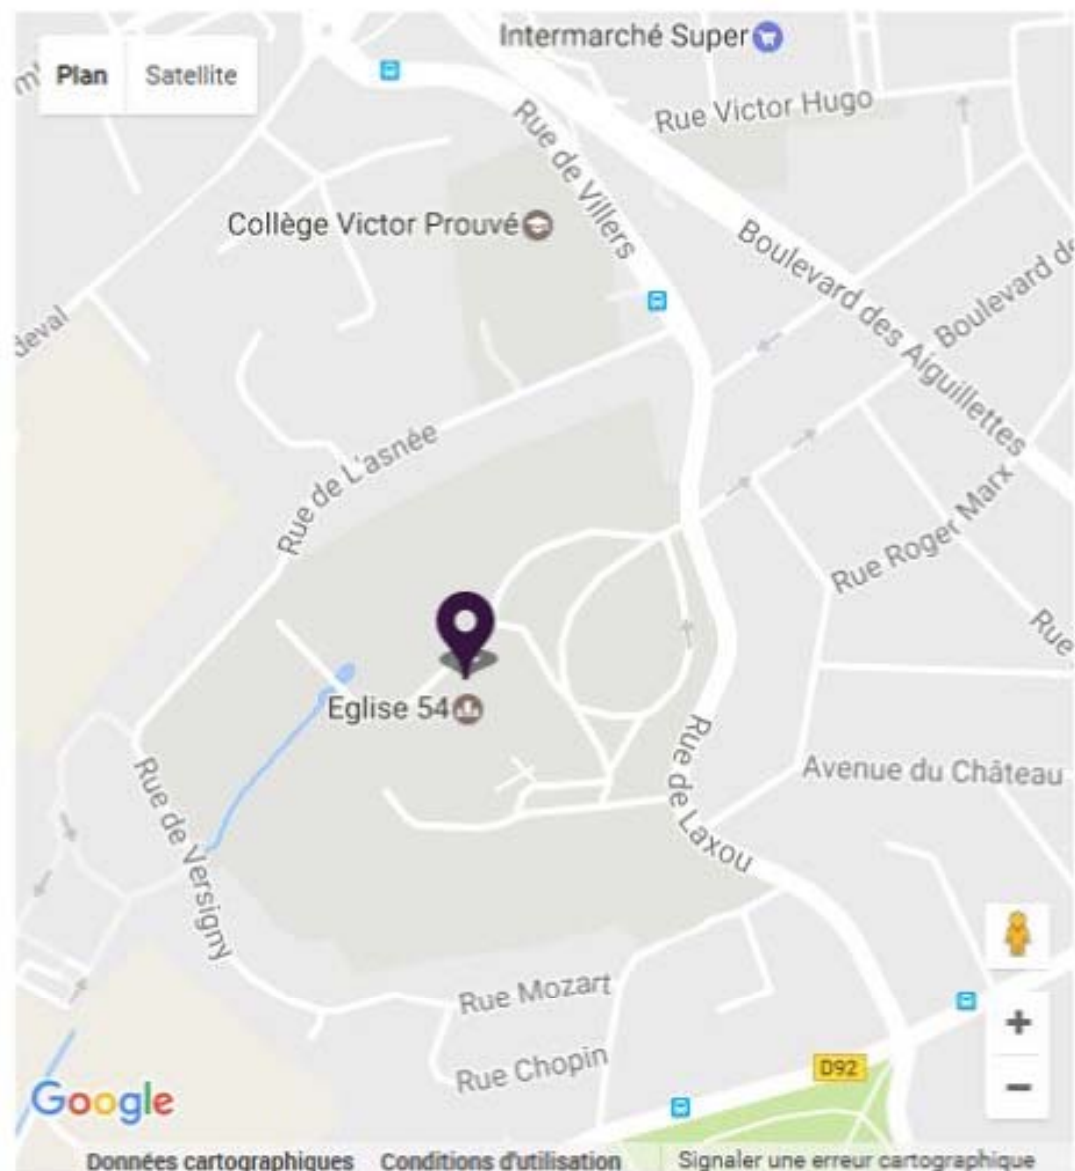 Intermarché Super
Plan
Satellite
Rue Victor Hugo
Rue de Villers
Collège Victor Prouvé
Boulevard des Aiguillettes
Boulevard de
deval
Rue de L'asnée
Rue Roger Marx
Rue
Eglise 54
Rue de Laxou
Avenue du Château
Rue de Versigny
Rue Mozart
Rue Chopin
D92
+
−
Google
Données cartographiques
Conditions d'utilisation
Signaler une erreur cartographique